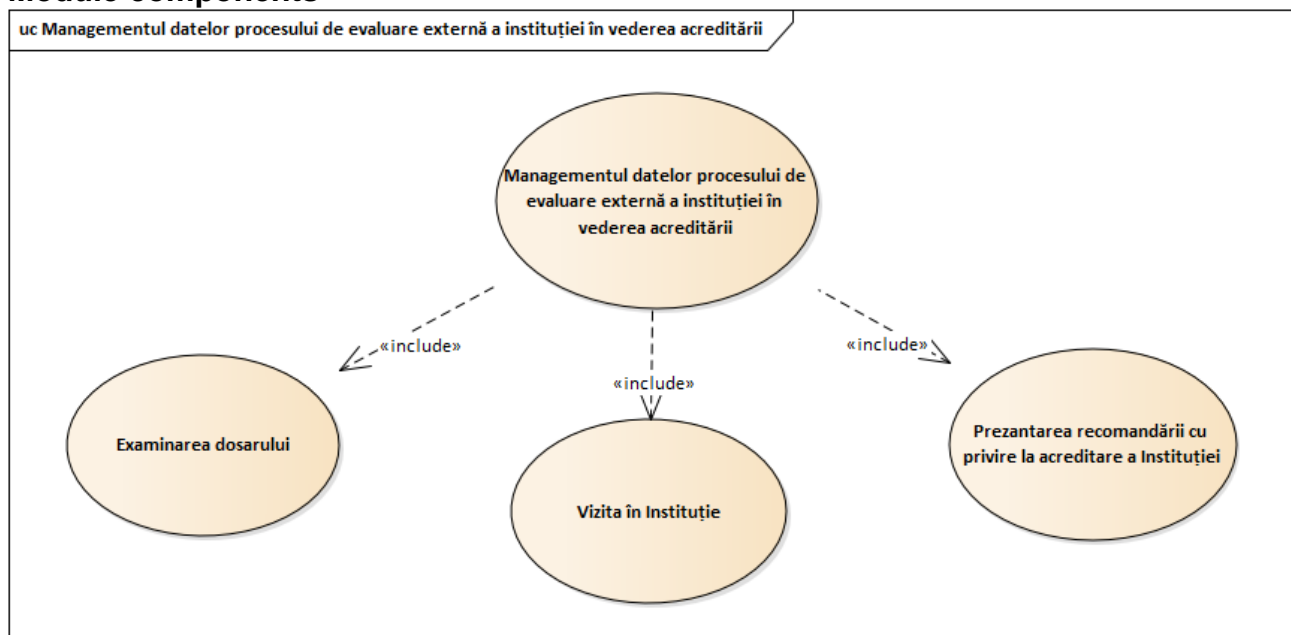 Module components
uc Managementul datelor procesului de evaluare externă a instituției în vederea acreditării
Managementul datelor procesului de
evaluare externă a instituției în
vederea acreditării
«include»
«include»
«include»
Examinarea dosarului
Vizita în Instituție
Prezantarea recomandării cu
privire la acreditare a Instituției